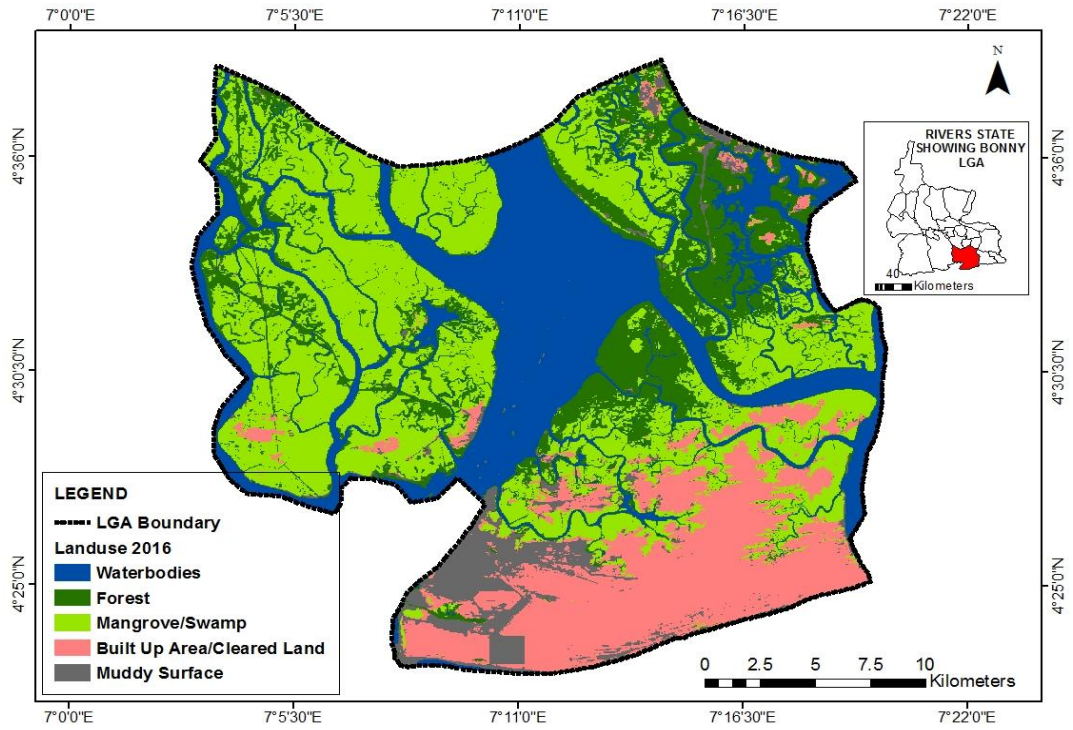 7°0'0"E 7°5'30"E 7°11'0"E 7°16'30"E 7°22'0"E
N
RIVERS STATE
SHOWING BONNY
LGA
40
Kilometers
4°36'0"N 4°36'0"N
4°30'30"N 4°30'30"N
4°25'0"N 4°25'0"N
LEGEND
LGA Boundary
Landuse 2016
Waterbodies
Forest
Mangrove/Swamp
Built Up Area/Cleared Land
Muddy Surface
0 2.5 5 7.5 10
Kilometers
7°0'0"E 7°5'30"E 7°11'0"E 7°16'30"E 7°22'0"E